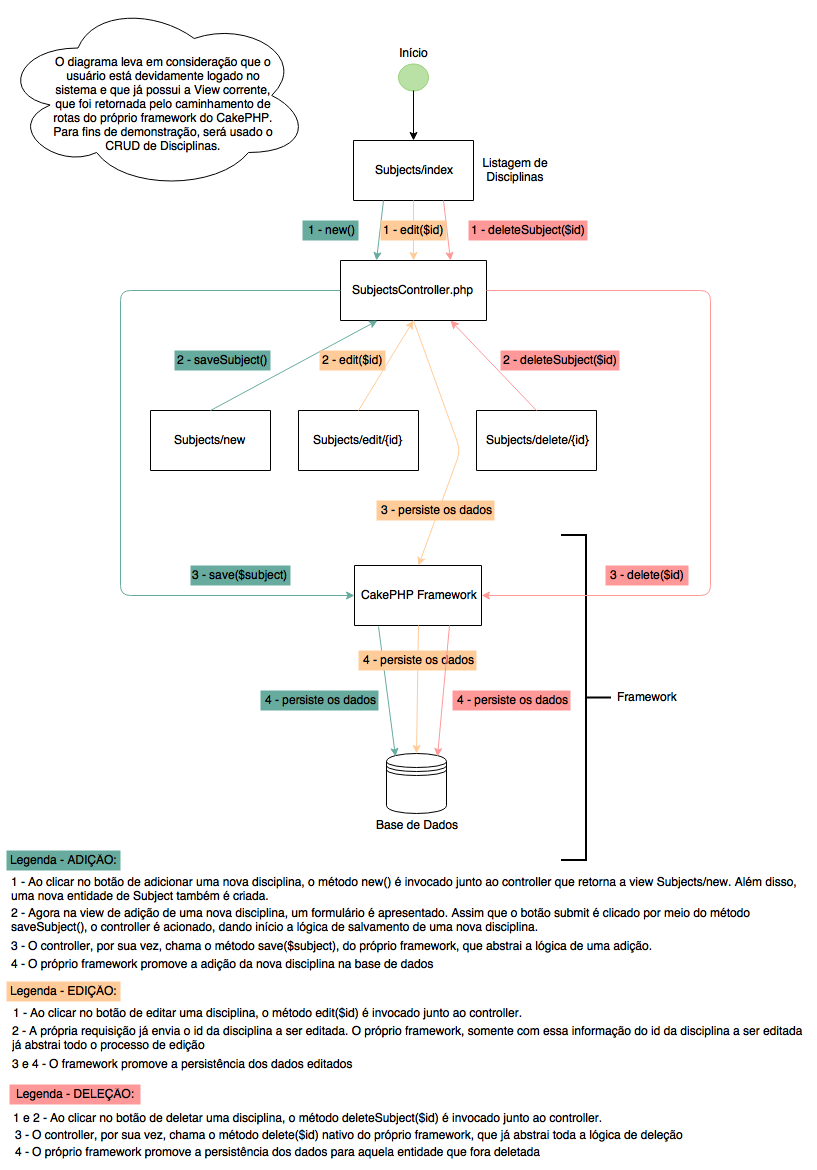 O diagrama leva em consideração que o
usuário está devidamente logado no
sistema e que já possui a View corrente,
que foi retornada pelo caminhamento de
rotas do próprio framework do CakePHP.
Para fins de demonstração, será usado o
CRUD de Disciplinas.
Início
Subjects/index
Listagem de
Disciplinas
1 - new()
1 - edit($id)
1 - deleteSubject($id)
SubjectsController.php
2 - saveSubject()
2 - edit($id)
2 - deleteSubject($id)
Subjects/new
Subjects/edit/{id}
Subjects/delete/{id}
3 - persiste os dados
3 - save($subject)
3 - delete($id)
CakePHP Framework
4 - persiste os dados
4 - persiste os dados
4 - persiste os dados
Framework
Base de Dados
Legenda - ADIÇÃO:
1 - Ao clicar no botão de adicionar uma nova disciplina, o método new() é invocado junto ao controller que retorna a view Subjects/new. Além disso,
uma nova entidade de Subject também é criada.
2 - Agora na view de adição de uma nova disciplina, um formulário é apresentado. Assim que o botão submit é clicado por meio do método
saveSubject(), o controller é acionado, dando início a lógica de salvamento de uma nova disciplina.
3 - O controller, por sua vez, chama o método save($subject), do próprio framework, que abstrai a lógica de uma adição.
4 - O próprio framework promove a adição da nova disciplina na base de dados
Legenda - EDIÇÃO:
1 - Ao clicar no botão de editar uma disciplina, o método edit($id) é invocado junto ao controller.
2 - A própria requisição já envia o id da disciplina a ser editada. O próprio framework, somente com essa informação do id da disciplina a ser editada
já abstrai todo o processo de edição
3 e 4 - O framework promove a persistência dos dados editados
Legenda - DELEÇÃO:
1 e 2 - Ao clicar no botão de deletar uma disciplina, o método deleteSubject($id) é invocado junto ao controller.
3 - O controller, por sua vez, chama o método delete($id) nativo do próprio framework, que já abstrai toda a lógica de deleção
4 - O próprio framework promove a persistência dos dados para aquela entidade que fora deletada